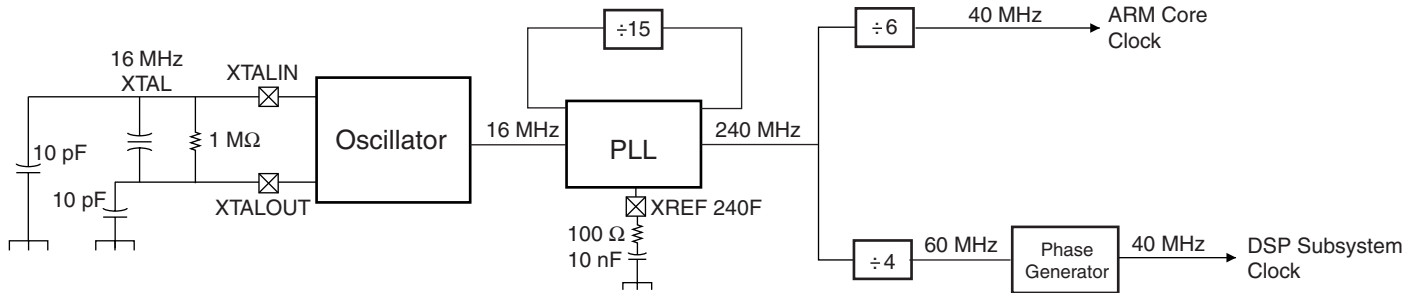 ÷15
÷6
40 MHz
ARM Core
Clock
16 MHz
XTAL
XTALIN
Oscillator
16 MHz
PLL
240 MHz
1 MΩ
10 pF
10 pF
XTALOUT
XREF 240F
100 Ω
10 nF
÷4
60 MHz
Phase
Generator
40 MHz
DSP Subsystem
Clock